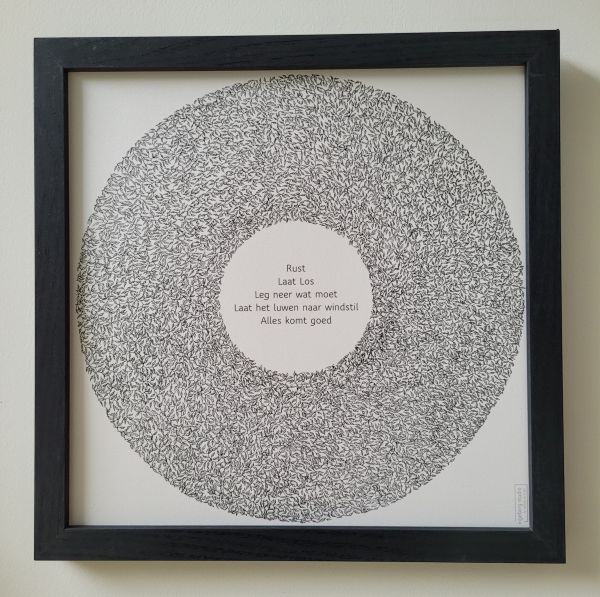 Rust
Laat Los
Leg neer wat moet
Laat het luwen naar windstil
Alles komt goed